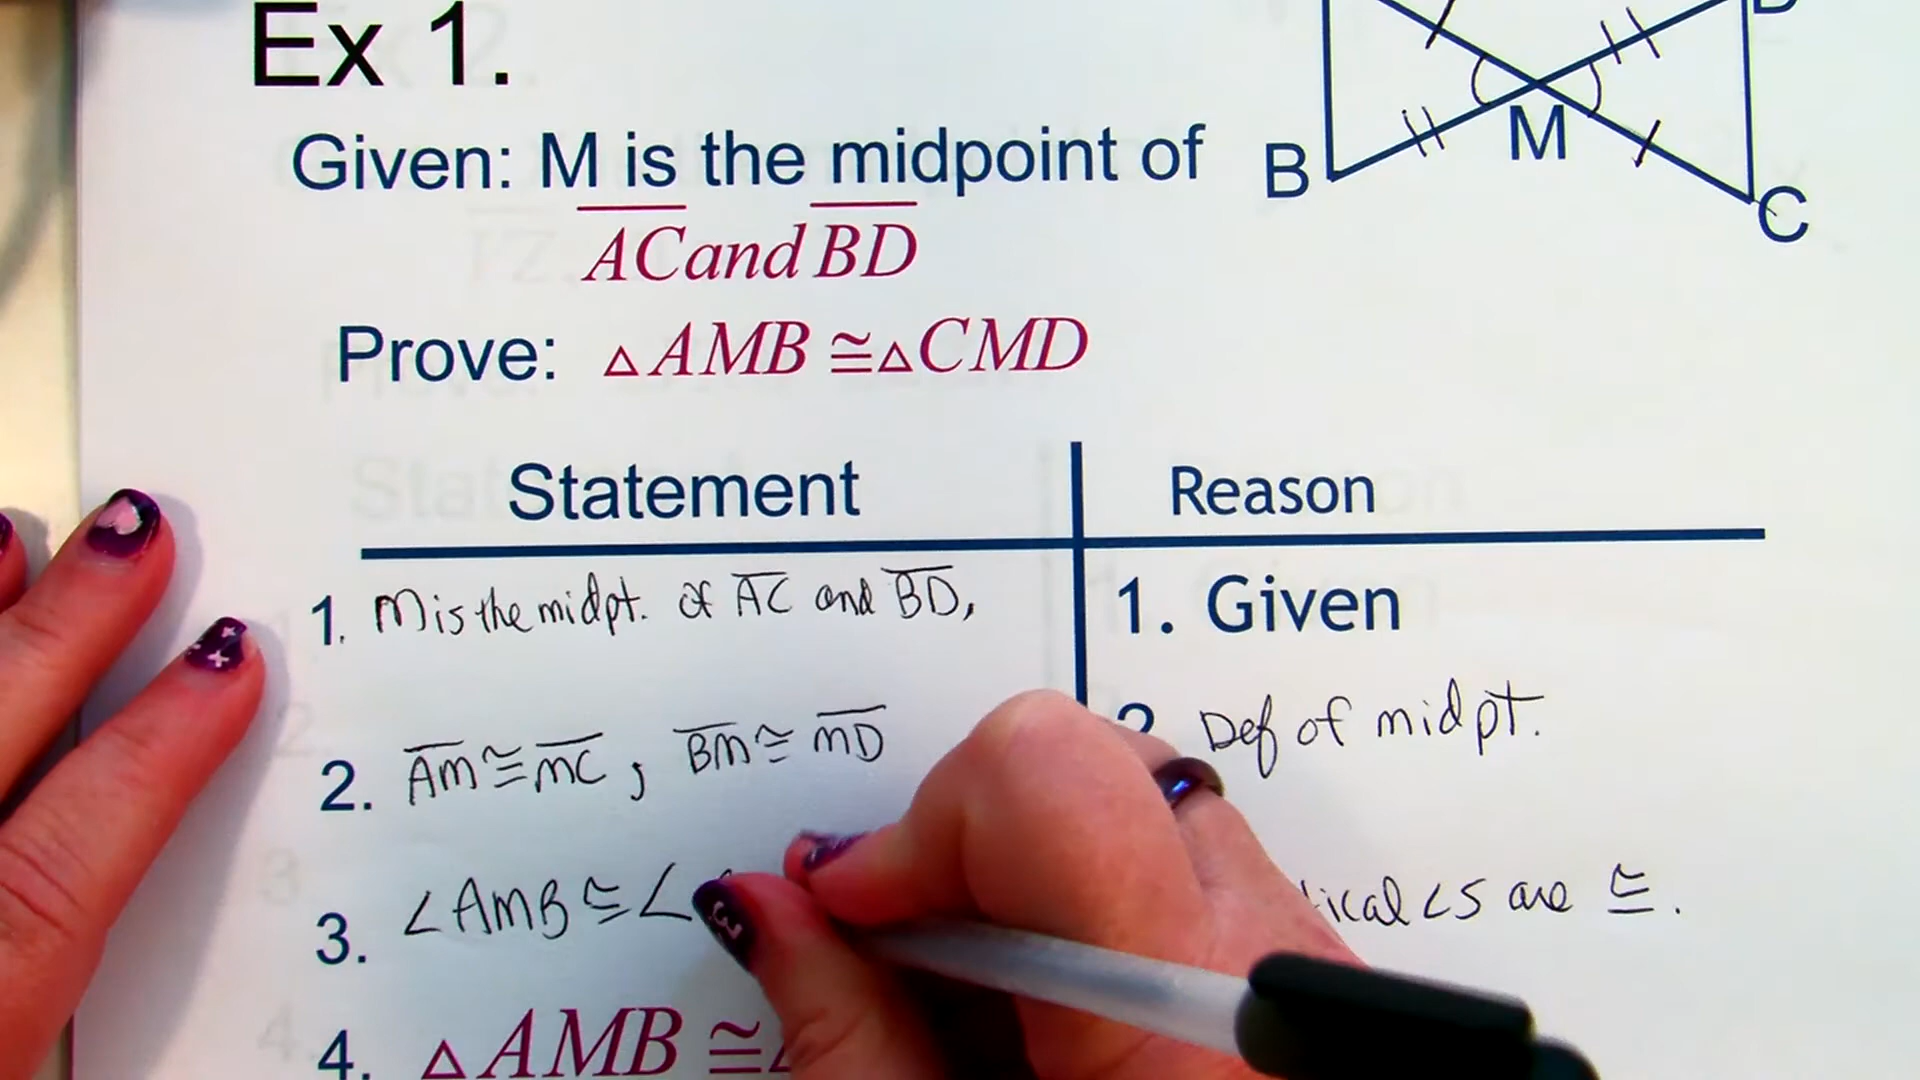 Ex 1.
Given: M is the midpoint of
AC and BD
Prove: △AMB ≅ △CMD
B
M
C
Statement
Reason
1. M is the midpt. of AC and BD,
1. Given
2. AM ≅ MC, BM ≅ MD
2 Def of midpt.
3. ∠AMB ≅ ∠
∠s are ≅.
4. △AMB ≅